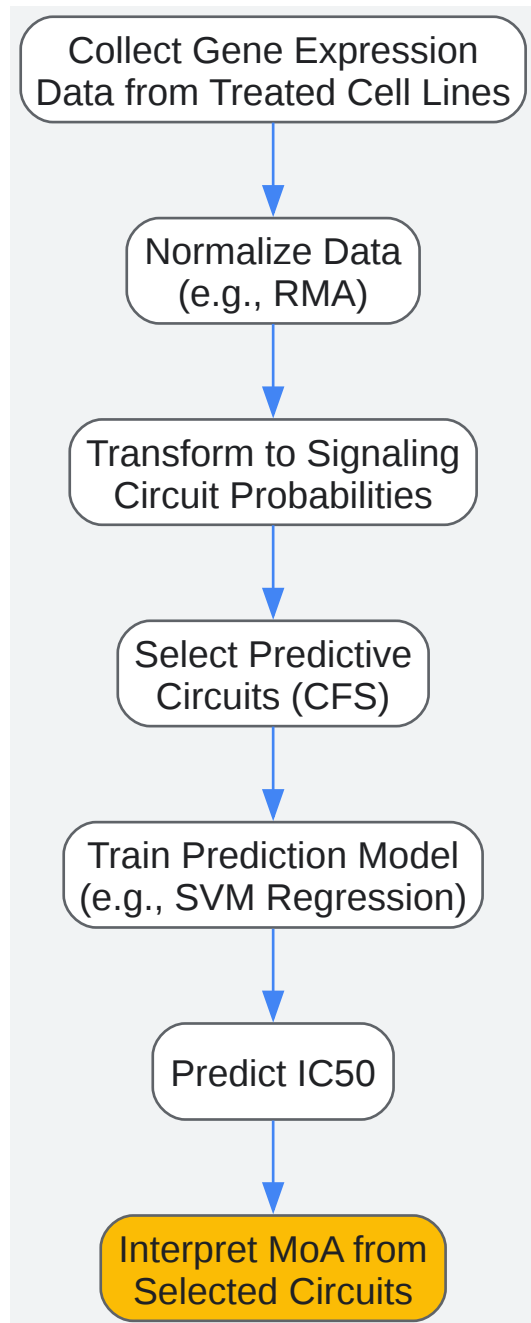 Collect Gene Expression
Data from Treated Cell Lines
Normalize Data
(e.g., RMA)
Transform to Signaling
Circuit Probabilities
Select Predictive
Circuits (CFS)
Train Prediction Model
(e.g., SVM Regression)
Predict IC50
Interpret MoA from
Selected Circuits